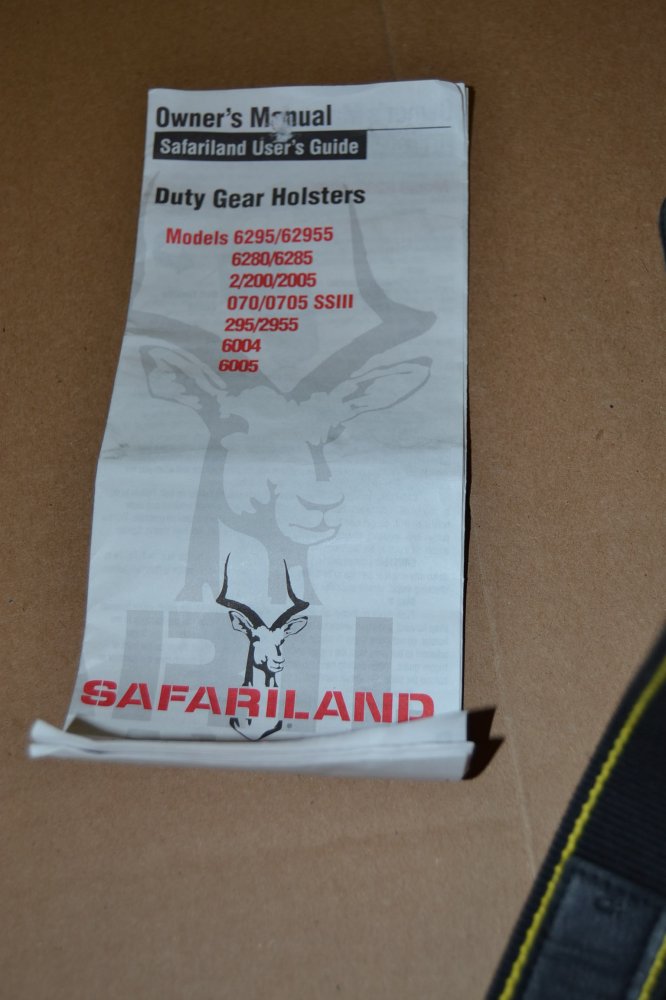 Owner's Manual
Safariland User's Guide
Duty Gear Holsters
Models 6295/62955
6280/6285
2/200/2005
070/0705 SSIII
295/2955
6004
6005
SAFARILAND